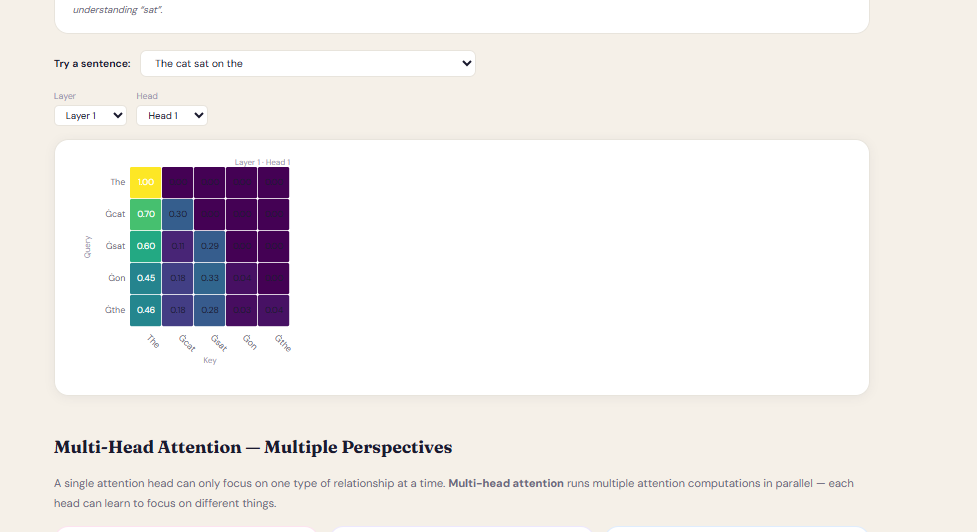 understanding “sat”.
Try a sentence: The cat sat on the
Layer Head
Layer 1 Head 1
Layer 1 · Head 1
The 1.00
Ġcat 0.70 0.30
Ġsat 0.60 0.11 0.29
Ġon 0.45 0.18 0.33
Ġthe 0.46 0.18 0.28
Query
The Ġcat Ġsat Ġon Ġthe
Key
Multi-Head Attention — Multiple Perspectives
A single attention head can only focus on one type of relationship at a time. Multi-head attention runs multiple attention computations in parallel — each
head can learn to focus on different things.